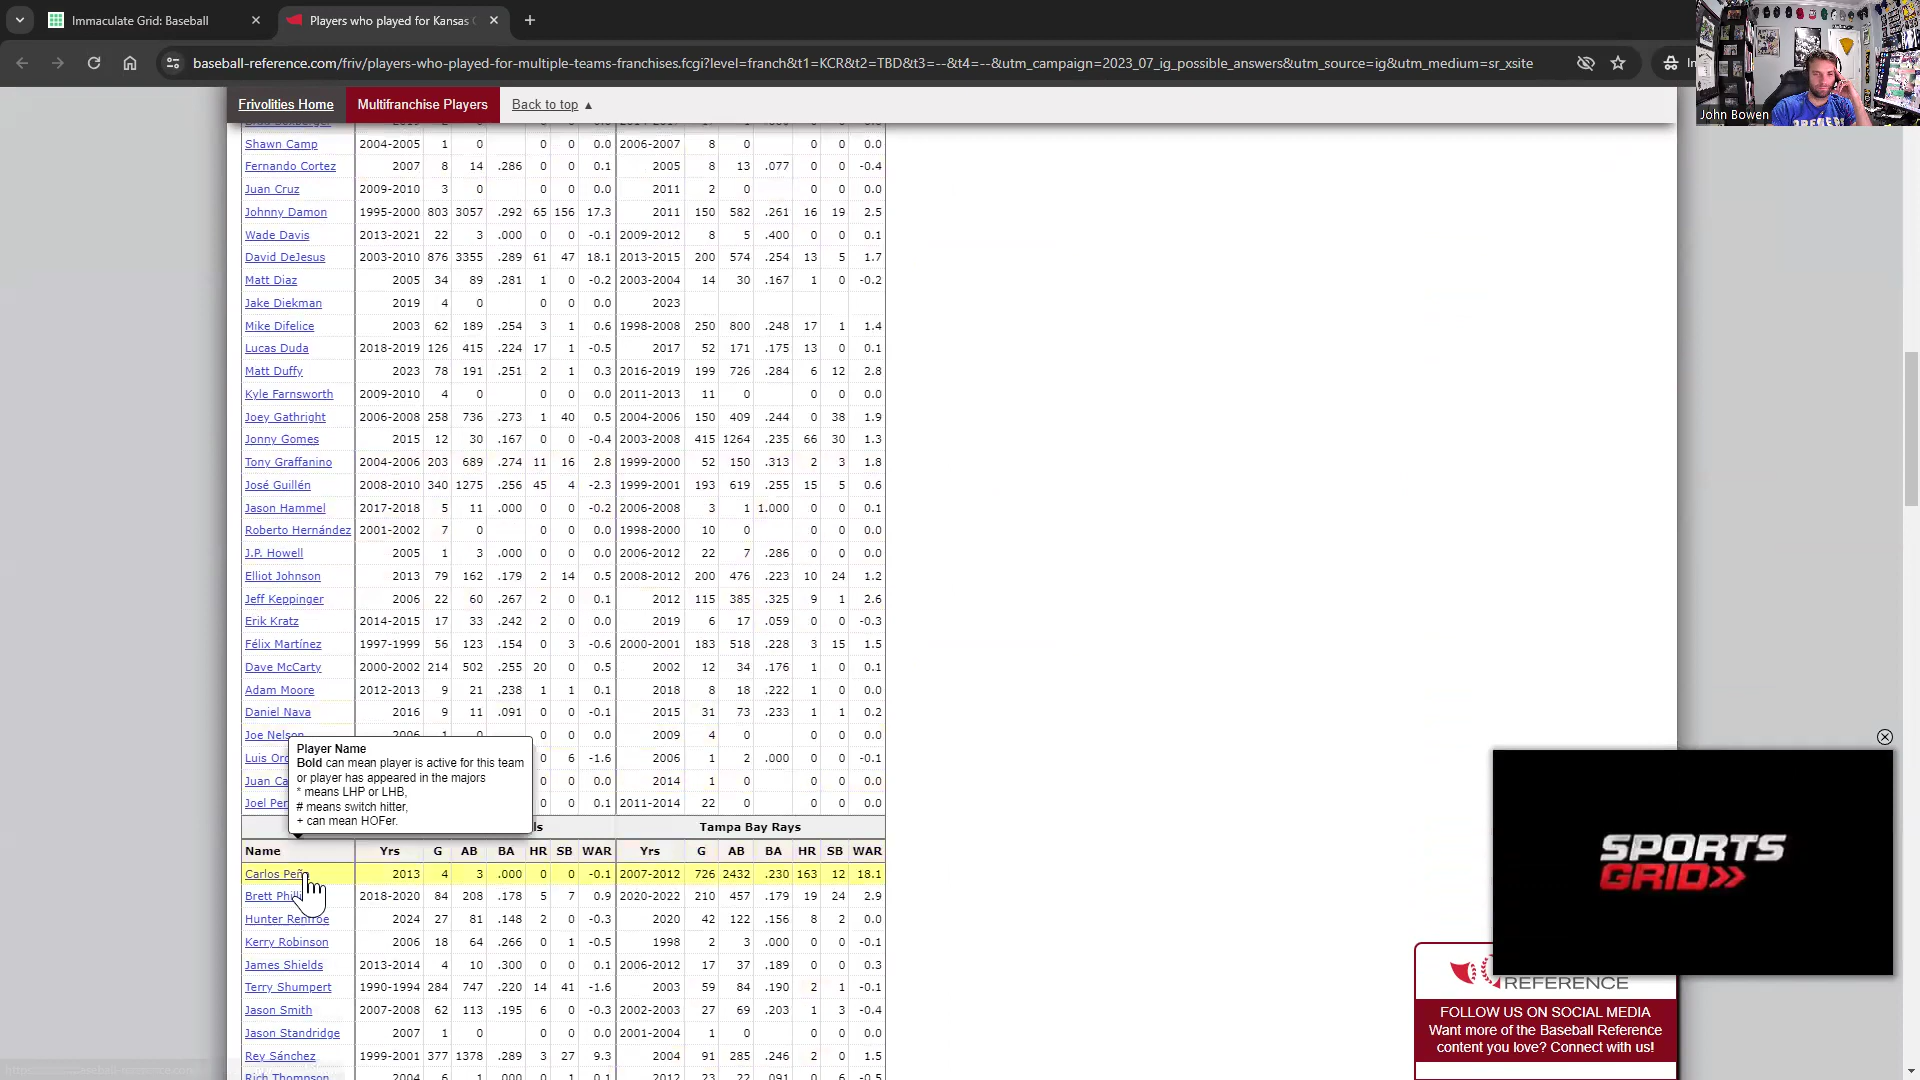 Immaculate Grid: Baseball
Players who played for Kansas C
baseball-reference.com/friv/players-who-played-for-multiple-teams-franchises.fcgi?level=franch&t1=KCR&t2=TBD&t3=--&t4=--&utm_campaign=2023_07_ig_possible_answers&utm_source=ig&utm_medium=sr_xsite
In
John Bowen
Frivolities Home Multifranchise Players Back to top ▲
Shawn Camp 2004-2005 1 0 0 0 0.0 2006-2007 8 0 0 0 0.0
Fernando Cortez 2007 8 14 .286 0 0 0.1 2005 8 13 .077 0 0 -0.4
Juan Cruz 2009-2010 3 0 0 0 0.0 2011 2 0 0 0 0.0
Johnny Damon 1995-2000 803 3057 .292 65 156 17.3 2011 150 582 .261 16 19 2.5
Wade Davis 2013-2021 22 3 .000 0 0 -0.1 2009-2012 8 5 .400 0 0 0.1
David DeJesus 2003-2010 876 3355 .289 61 47 18.1 2013-2015 200 574 .254 13 5 1.7
Matt Diaz 2005 34 89 .281 1 0 -0.2 2003-2004 14 30 .167 1 0 -0.2
Jake Diekman 2019 4 0 0 0 0.0 2023
Mike Difelice 2003 62 189 .254 3 1 0.6 1998-2008 250 800 .248 17 1 1.4
Lucas Duda 2018-2019 126 415 .224 17 1 -0.5 2017 52 171 .175 13 0 0.1
Matt Duffy 2023 78 191 .251 2 1 0.3 2016-2019 199 726 .284 6 12 2.8
Kyle Farnsworth 2009-2010 4 0 0 0 0.0 2011-2013 11 0 0 0 0.0
Joey Gathright 2006-2008 258 736 .273 1 40 0.5 2004-2006 150 409 .244 0 38 1.9
Jonny Gomes 2015 12 30 .167 0 0 -0.4 2003-2008 415 1264 .235 66 30 1.3
Tony Graffanino 2004-2006 203 689 .274 11 16 2.8 1999-2000 52 150 .313 2 3 1.8
José Guillén 2008-2010 340 1275 .256 45 4 -2.3 1999-2001 193 619 .255 15 5 0.6
Jason Hammel 2017-2018 5 11 .000 0 0 -0.2 2006-2008 3 1 1.000 0 0 0.1
Roberto Hernández 2001-2002 7 0 0 0 0.0 1998-2000 10 0 0 0 0.0
J.P. Howell 2005 1 3 .000 0 0 0.0 2006-2012 22 7 .286 0 0 0.0
Elliot Johnson 2013 79 162 .179 2 14 0.5 2008-2012 200 476 .223 10 24 1.2
Jeff Keppinger 2006 22 60 .267 2 0 0.1 2012 115 385 .325 9 1 2.6
Erik Kratz 2014-2015 17 33 .242 2 0 0.0 2019 6 17 .059 0 0 -0.3
Félix Martínez 1997-1999 56 123 .154 0 3 -0.6 2000-2001 183 518 .228 3 15 1.5
Dave McCarty 2000-2002 214 502 .255 20 0 0.5 2002 12 34 .176 1 0 0.1
Adam Moore 2012-2013 9 21 .238 1 1 0.1 2018 8 18 .222 1 0 0.0
Daniel Nava 2016 9 11 .091 0 0 -0.1 2015 31 73 .233 1 1 0.2
Joe Nelson 2006 1 0 0 0 0.0 2009 4 0 0 0 0.0
Luis Or 0 6 -1.6 2006 1 2 .000 0 0 -0.1
Juan Ca 0 0 0.0 2014 1 0 0 0 0.0
Joel Per 0 0 0.1 2011-2014 22 0 0 0 0.0
Player Name
Bold can mean player is active for this team
or player has appeared in the majors
* means LHP or LHB,
# means switch hitter,
+ can mean HOFer.
ls Tampa Bay Rays
Name Yrs G AB BA HR SB WAR Yrs G AB BA HR SB WAR
Carlos Peña 2013 4 3 .000 0 0 -0.1 2007-2012 726 2432 .230 163 12 18.1
Brett Phill 2018-2020 84 208 .178 5 7 0.9 2020-2022 210 457 .179 19 24 2.9
Hunter Renfroe 2024 27 81 .148 2 0 -0.3 2020 42 122 .156 8 2 0.0
Kerry Robinson 2006 18 64 .266 0 1 -0.5 1998 2 3 .000 0 0 -0.1
James Shields 2013-2014 4 10 .300 0 0 0.1 2006-2012 17 37 .189 0 0 0.3
Terry Shumpert 1990-1994 284 747 .220 14 41 -1.6 2003 59 84 .190 2 1 -0.1
Jason Smith 2007-2008 62 113 .195 6 0 -0.3 2002-2003 27 69 .203 1 3 -0.4
Jason Standridge 2007 1 0 0 0 0.0 2001-2004 1 0 0 0 0.0
Rey Sánchez 1999-2001 377 1378 .289 3 27 9.3 2004 91 285 .246 2 0 1.5
Rich Thompson 2004 6 1 .000 0 1 0.1 2012 23 22 .091 0 6 -0.5
SPORTS
GRID
REFERENCE
FOLLOW US ON SOCIAL MEDIA
Want more of the Baseball Reference
content you love? Connect with us!